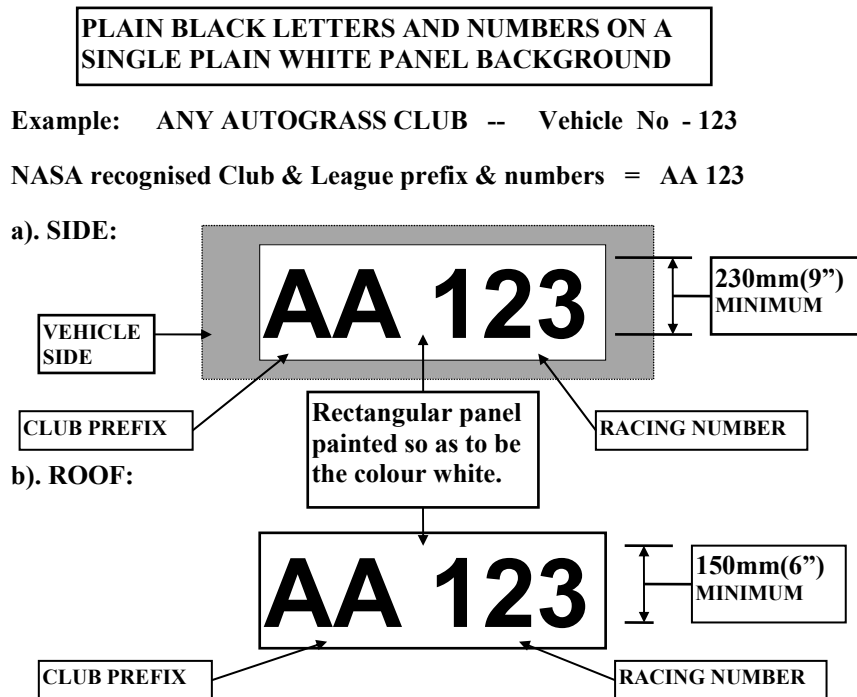 PLAIN BLACK LETTERS AND NUMBERS ON A
SINGLE PLAIN WHITE PANEL BACKGROUND
Example: ANY AUTOGRASS CLUB -- Vehicle No - 123
NASA recognised Club & League prefix & numbers = AA 123
a). SIDE:
AA 123
230mm(9”)
MINIMUM
VEHICLE
SIDE
CLUB PREFIX
Rectangular panel
painted so as to be
the colour white.
RACING NUMBER
b). ROOF:
AA 123
150mm(6”)
MINIMUM
CLUB PREFIX
RACING NUMBER